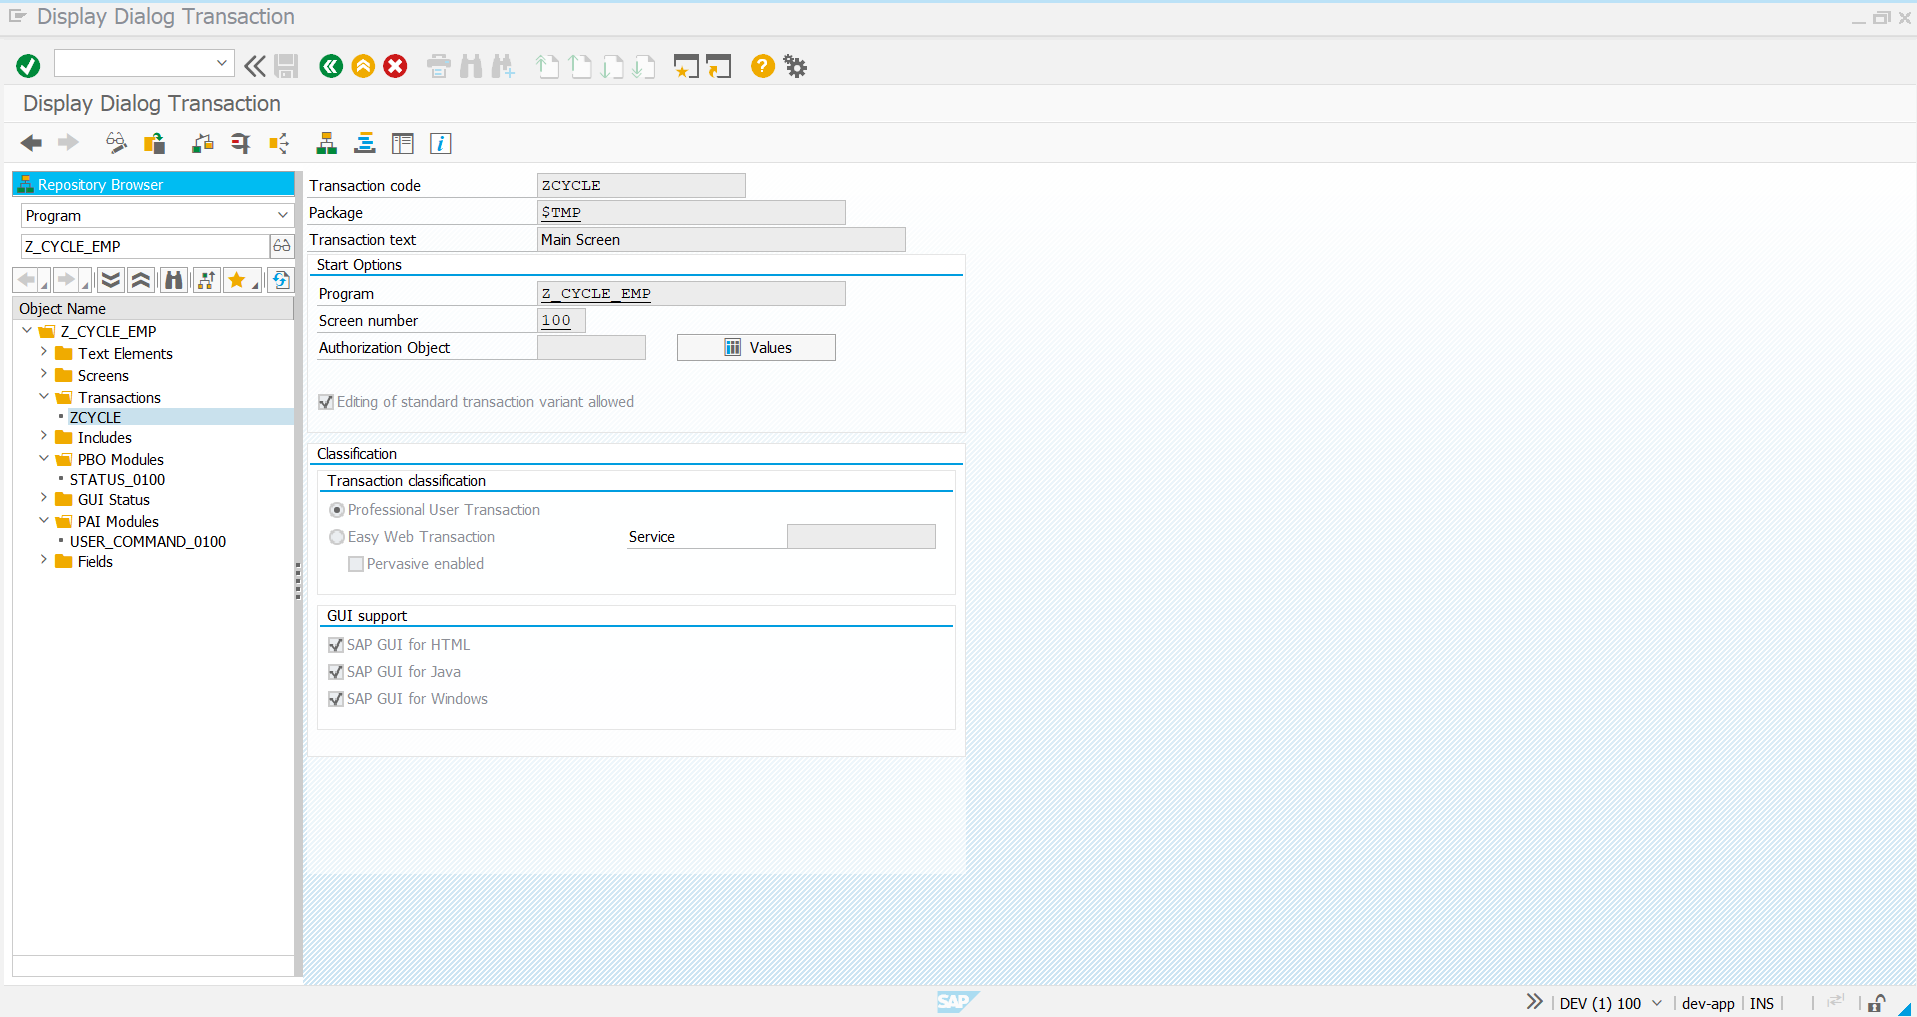 Display Dialog Transaction
Display Dialog Transaction
Repository Browser
Program
Z_CYCLE_EMP
Object Name
Z_CYCLE_EMP
Text Elements
Screens
Transactions
ZCYCLE
Includes
PBO Modules
STATUS_0100
GUI Status
PAI Modules
USER_COMMAND_0100
Fields
Transaction code ZCYCLE
Package $TMP
Transaction text Main Screen
Start Options
Program Z_CYCLE_EMP
Screen number 100
Authorization Object Values
Editing of standard transaction variant allowed
Classification
Transaction classification
Professional User Transaction
Easy Web Transaction Service
Pervasive enabled
GUI support
SAP GUI for HTML
SAP GUI for Java
SAP GUI for Windows
SAP
DEV (1) 100 dev-app INS